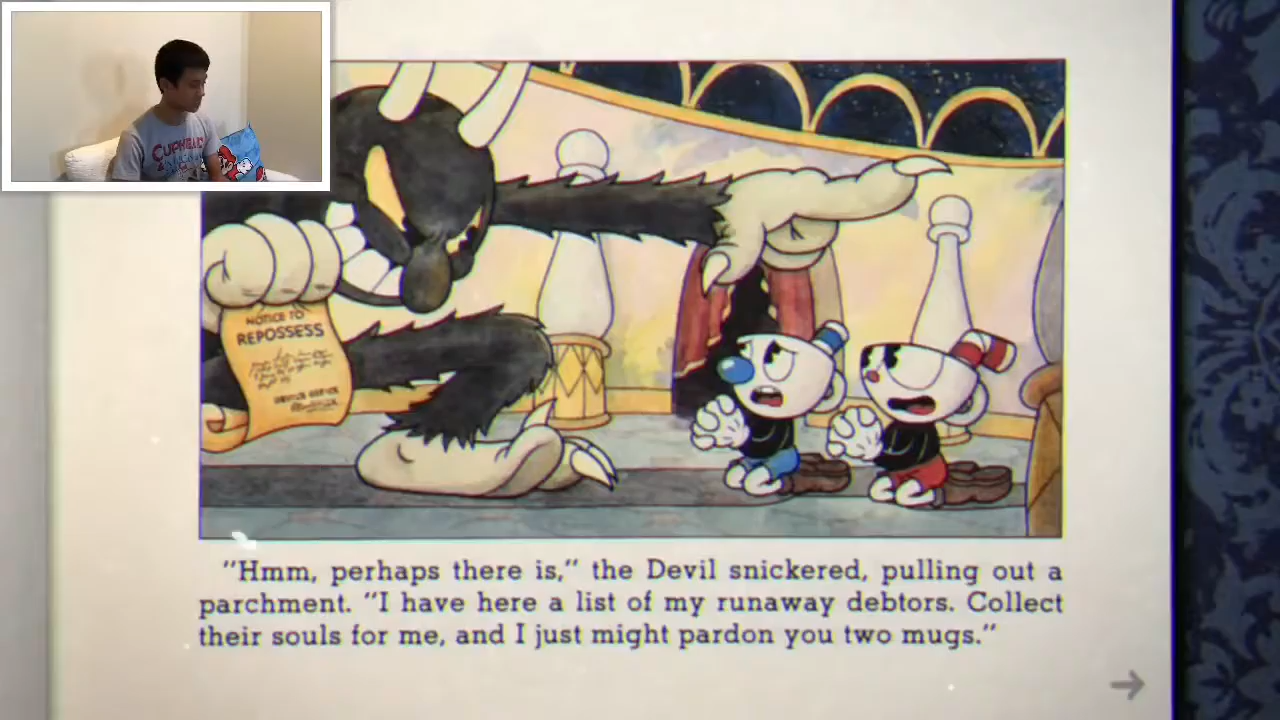 CUPHEAD
NOTICE TO
REPOSSESS
"Hmm, perhaps there is," the Devil snickered, pulling out a
parchment. "I have here a list of my runaway debtors. Collect
their souls for me, and I just might pardon you two mugs."